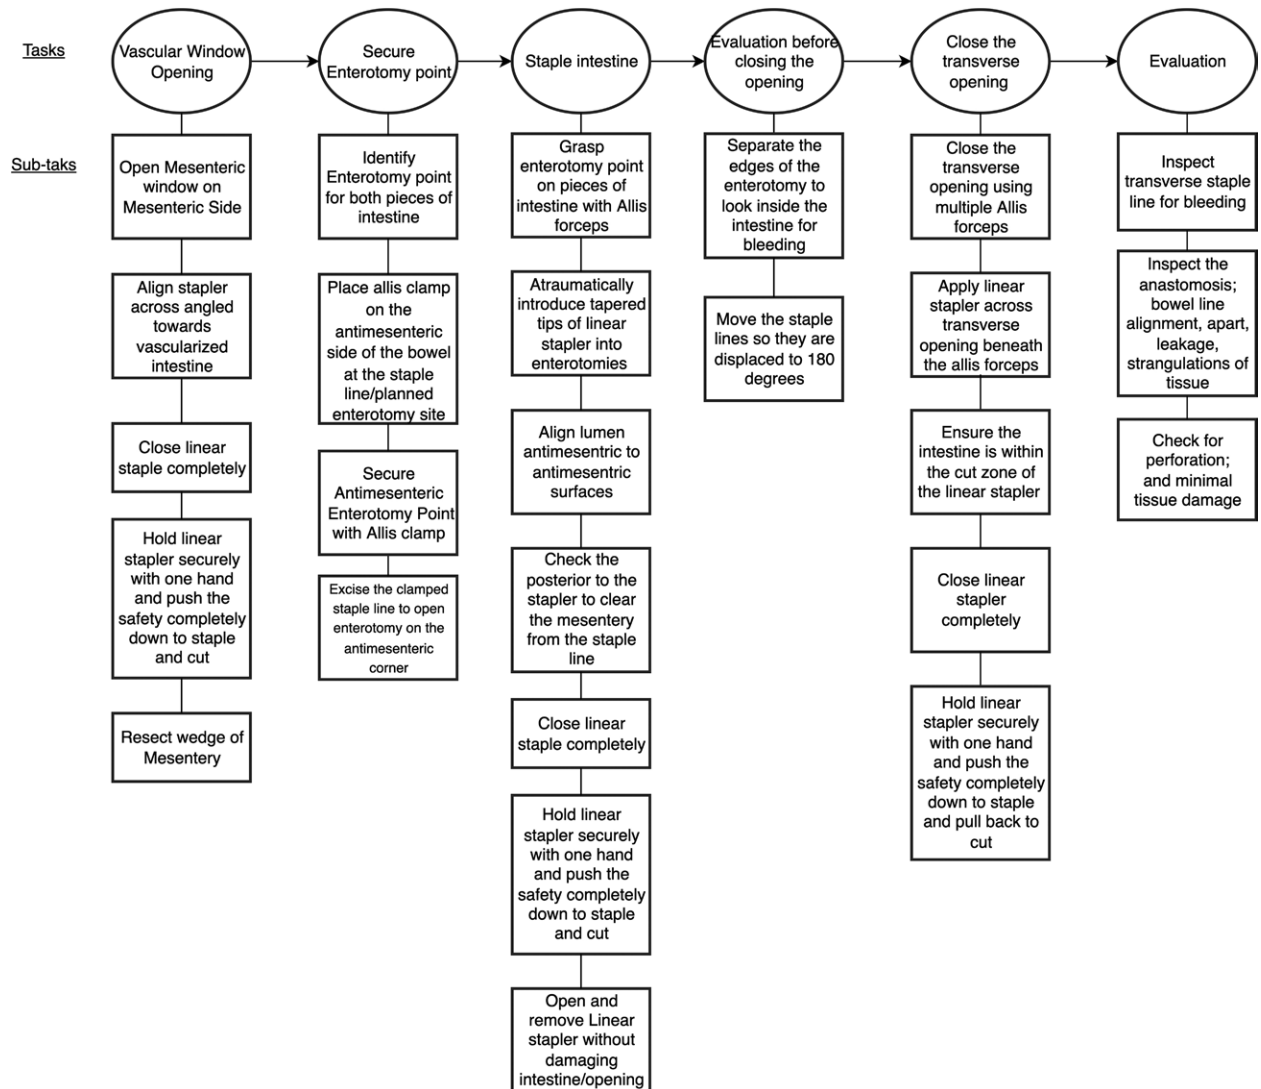 Tasks
Vascular Window
Opening
Secure
Enterotomy point
Staple intestine
Evaluation before
closing the
opening
Close the
transverse
opening
Evaluation
Sub-taks
Open Mesenteric
window on
Mesenteric Side
Align stapler
across angled
towards
vascularized
intestine
Close linear
staple completely
Hold linear
stapler securely
with one hand
and push the
safety completely
down to staple
and cut
Resect wedge of
Mesentery
Identify
Enterotomy point
for both pieces of
intestine
Place allis clamp
on the
antimesenteric
side of the bowel
at the staple
line/planned
enterotomy site
Secure
Antimesenteric
Enterotomy Point
with Allis clamp
Excise the clamped
staple line to open
enterotomy on the
antimesenteric
corner
Grasp
enterotomy point
on pieces of
intestine with Allis
forceps
Atraumatically
introduce tapered
tips of linear
stapler into
enterotomies
Align lumen
antimesentric to
antimesentric
surfaces
Check the
posterior to the
stapler to clear
the mesentery
from the staple
line
Close linear
staple completely
Hold linear
stapler securely
with one hand
and push the
safety completely
down to staple
and cut
Open and
remove Linear
stapler without
damaging
intestine/opening
Separate the
edges of the
enterotomy to
look inside the
intestine for
bleeding
Move the staple
lines so they are
displaced to 180
degrees
Close the
transverse
opening using
multiple Allis
forceps
Apply linear
stapler across
transverse
opening beneath
the allis forceps
Ensure the
intestine is within
the cut zone of
the linear stapler
Close linear
stapler
completely
Hold linear
stapler securely
with one hand
and push the
safety completely
down to staple
and pull back to
cut
Inspect
transverse staple
line for bleeding
Inspect the
anastomosis;
bowel line
alignment, apart,
leakage,
strangulations of
tissue
Check for
perforation;
and minimal
tissue damage